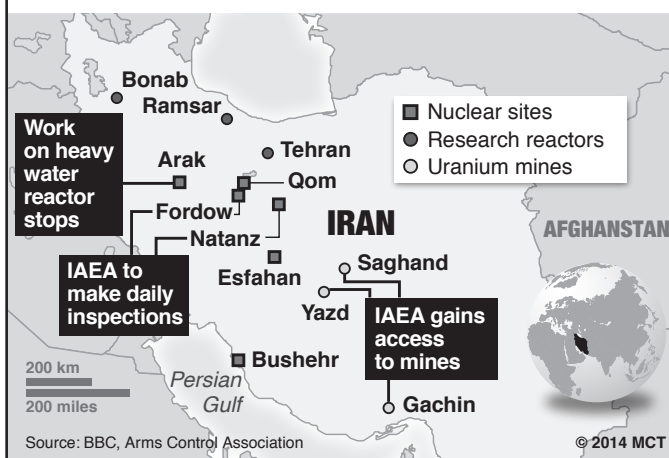 Bonab
Ramsar
Work
on heavy
water
reactor
stops
Arak
Tehran
Qom
Nuclear sites
Research reactors
Uranium mines
Fordow
Natanz
IRAN
AFGHANISTAN
IAEA to
make daily
inspections
Esfahan
Saghand
Yazd
IAEA gains
access
to mines
Bushehr
200 km
200 miles
Persian
Gulf
Gachin
Source: BBC, Arms Control Association
© 2014 MCT